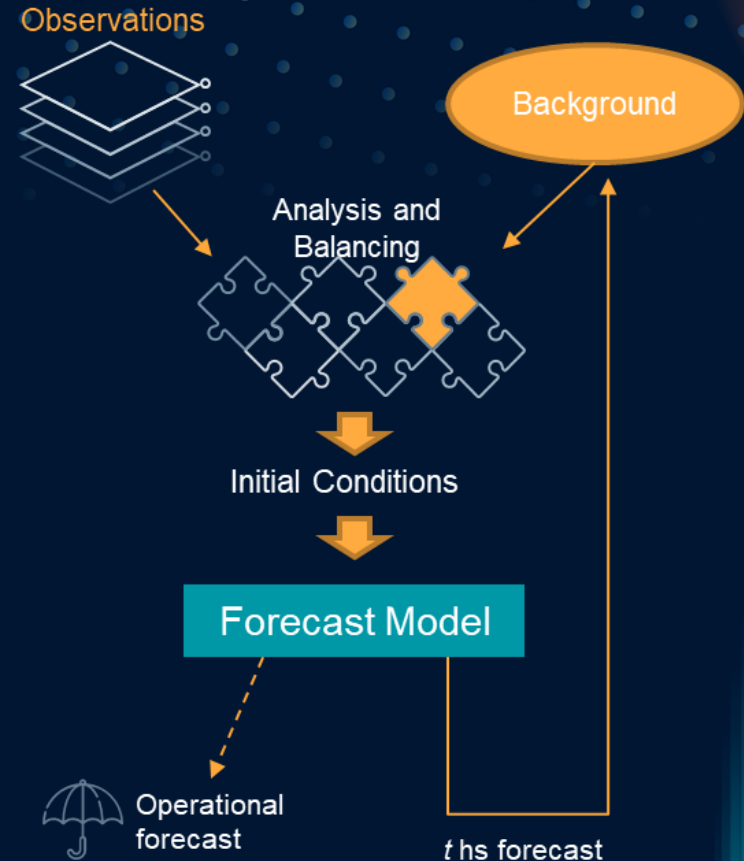 Observations
Background
Analysis and
Balancing
Initial Conditions
Forecast Model
Operational
forecast
t hs forecast